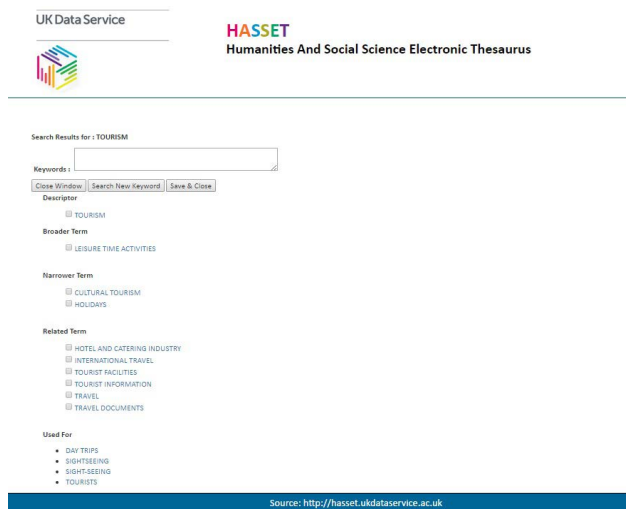 UK Data Service
HASSET
Humanities And Social Science Electronic Thesaurus
Search Results for : TOURISM
Keywords :
Close Window Search New Keyword Save & Close
Descriptor
TOURISM
Broader Term
LEISURE TIME ACTIVITIES
Narrower Term
CULTURAL TOURISM
HOLIDAYS
Related Term
HOTEL AND CATERING INDUSTRY
INTERNATIONAL TRAVEL
TOURIST FACILITIES
TOURIST INFORMATION
TRAVEL
TRAVEL DOCUMENTS
Used For
• DAY TRIPS
• SIGHTSEEING
• SIGHT-SEEING
• TOURISTS
Source: http://hasset.ukdataservice.ac.uk